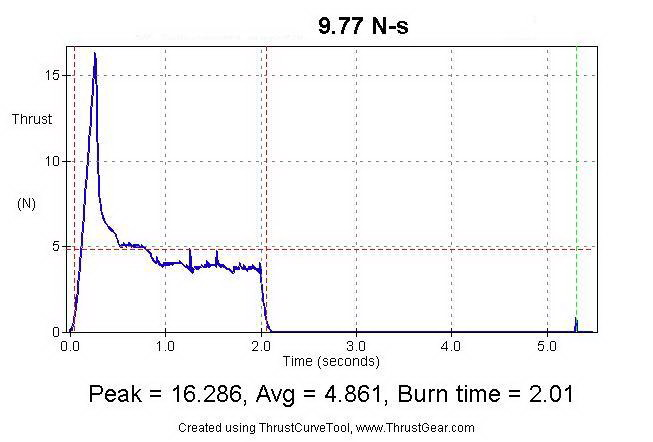 9.77 N-s
15
Thrust
10
(N)
5
0
0.0 1.0 2.0 3.0 4.0 5.0
Time (seconds)
Peak = 16.286, Avg = 4.861, Burn time = 2.01
Created using ThrustCurveTool, www.ThrustGear.com